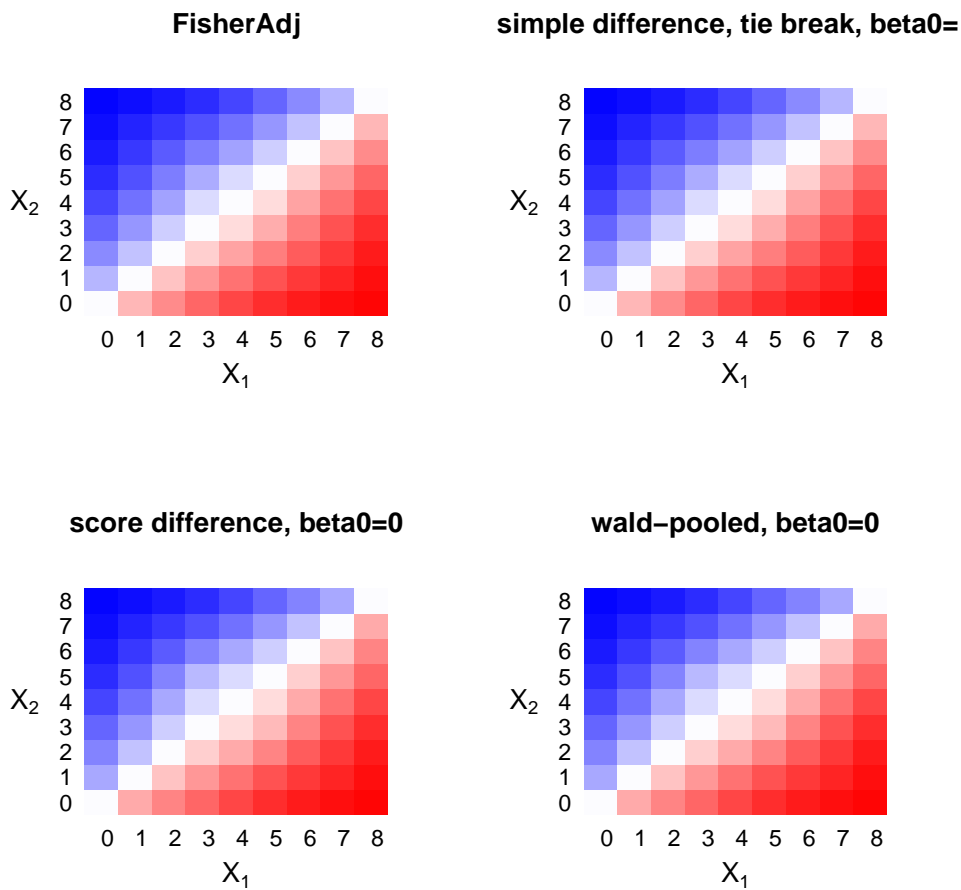 FisherAdj
8
7
6
5
4
3
2
1
0
X2
0 1 2 3 4 5 6 7 8
X1
simple difference, tie break, beta0=
8
7
6
5
4
3
2
1
0
X2
0 1 2 3 4 5 6 7 8
X1
score difference, beta0=0
8
7
6
5
4
3
2
1
0
X2
0 1 2 3 4 5 6 7 8
X1
wald−pooled, beta0=0
8
7
6
5
4
3
2
1
0
X2
0 1 2 3 4 5 6 7 8
X1